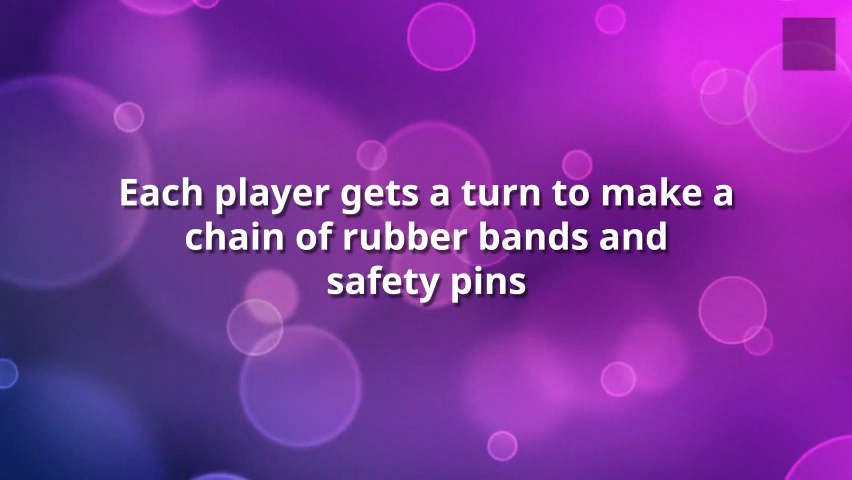 Each player gets a turn to make a
chain of rubber bands and
safety pins